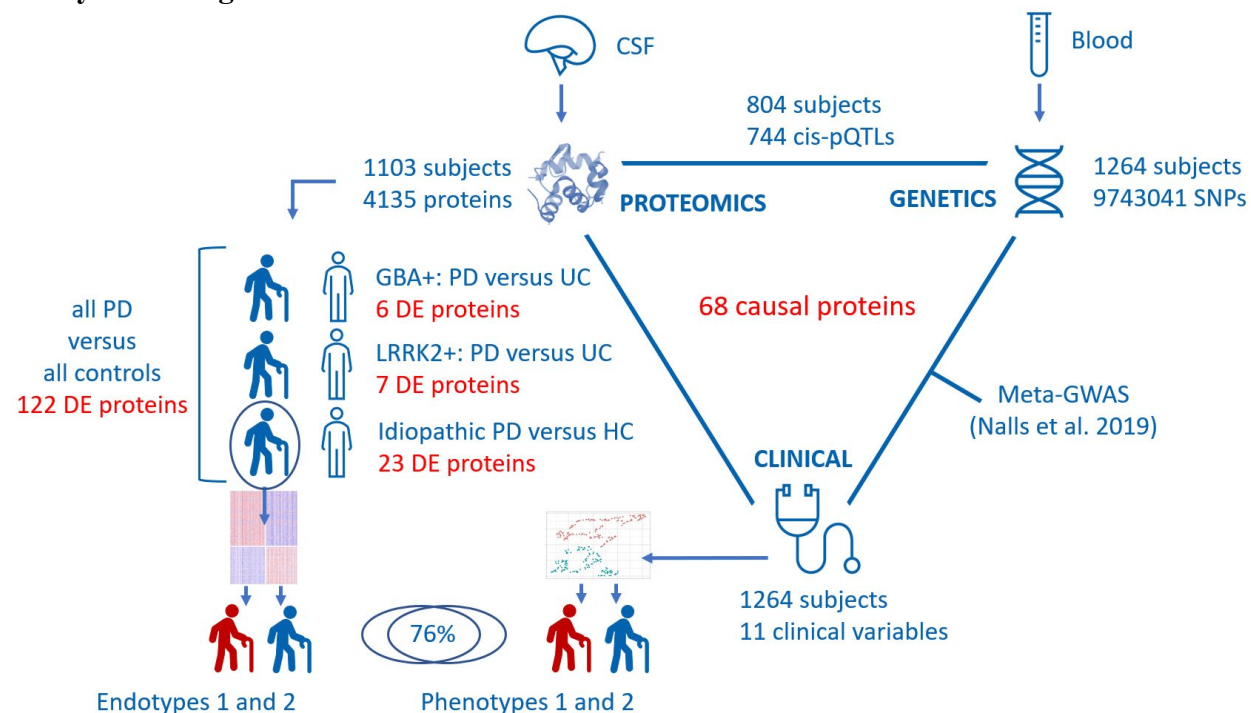 CSF
Blood
804 subjects
744 cis-pQTLs
1103 subjects
4135 proteins
PROTEOMICS
GENETICS
1264 subjects
9743041 SNPs
all PD
versus
all controls
122 DE proteins
GBA+: PD versus UC
6 DE proteins
LRRK2+: PD versus UC
7 DE proteins
Idiopathic PD versus HC
23 DE proteins
68 causal proteins
Meta-GWAS
(Nalls et al. 2019)
CLINICAL
1264 subjects
11 clinical variables
76%
Endotypes 1 and 2
Phenotypes 1 and 2